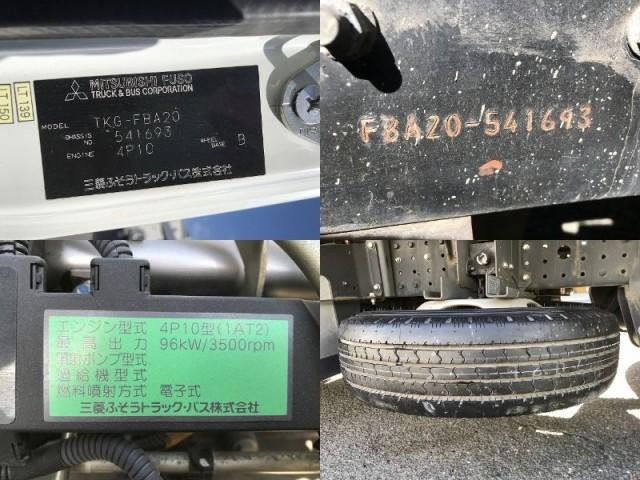 MITSUBISHI FUSO
TRUCK & BUS CORPORATION
MODEL TKG-FBA20
CHASSIS NO. 541693
ENGINE 4P10
WHEEL BASE B
三菱ふそうトラック・バス株式会社
LT139
LT150
FBA20-541693
エンジン型式 4P10型(1AT2)
最高出力 96kW/3500rpm
噴射ポンプ型式
過給機型式
燃料噴射方式 電子式
三菱ふそうトラック・バス株式会社